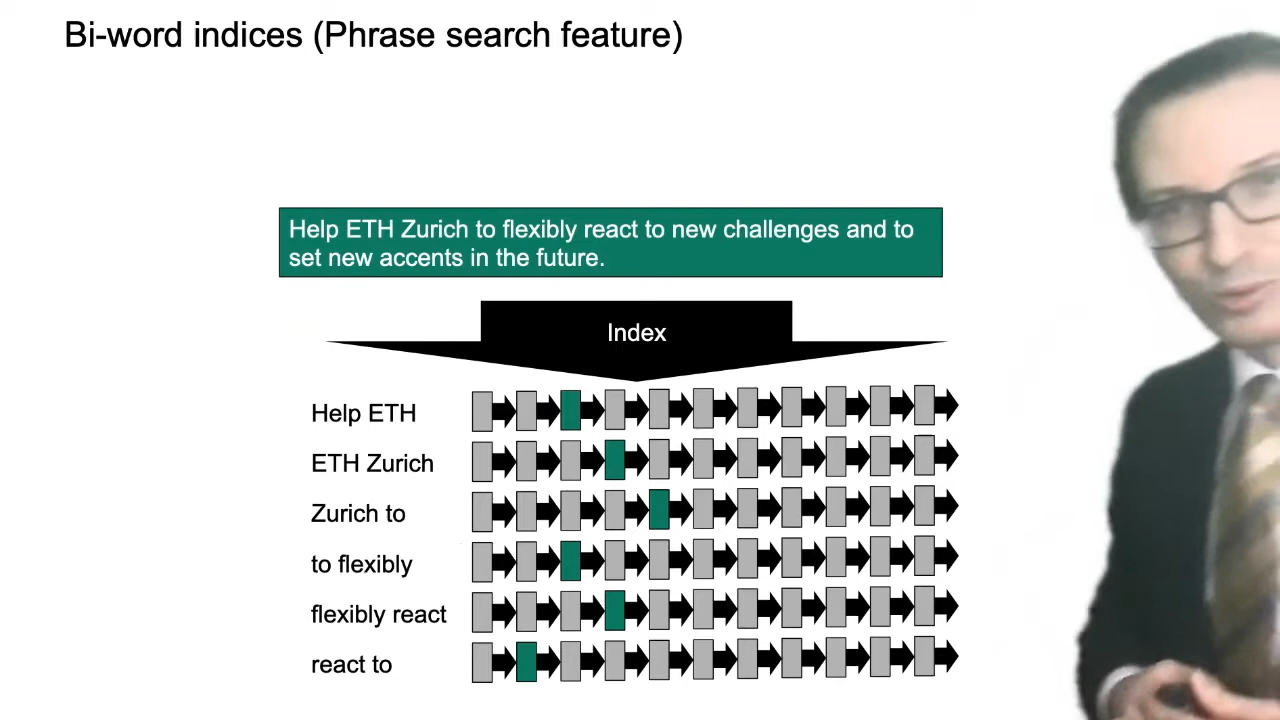 Bi-word indices (Phrase search feature)
Help ETH Zurich to flexibly react to new challenges and to
set new accents in the future.
Index
Help ETH
ETH Zurich
Zurich to
to flexibly
flexibly react
react to